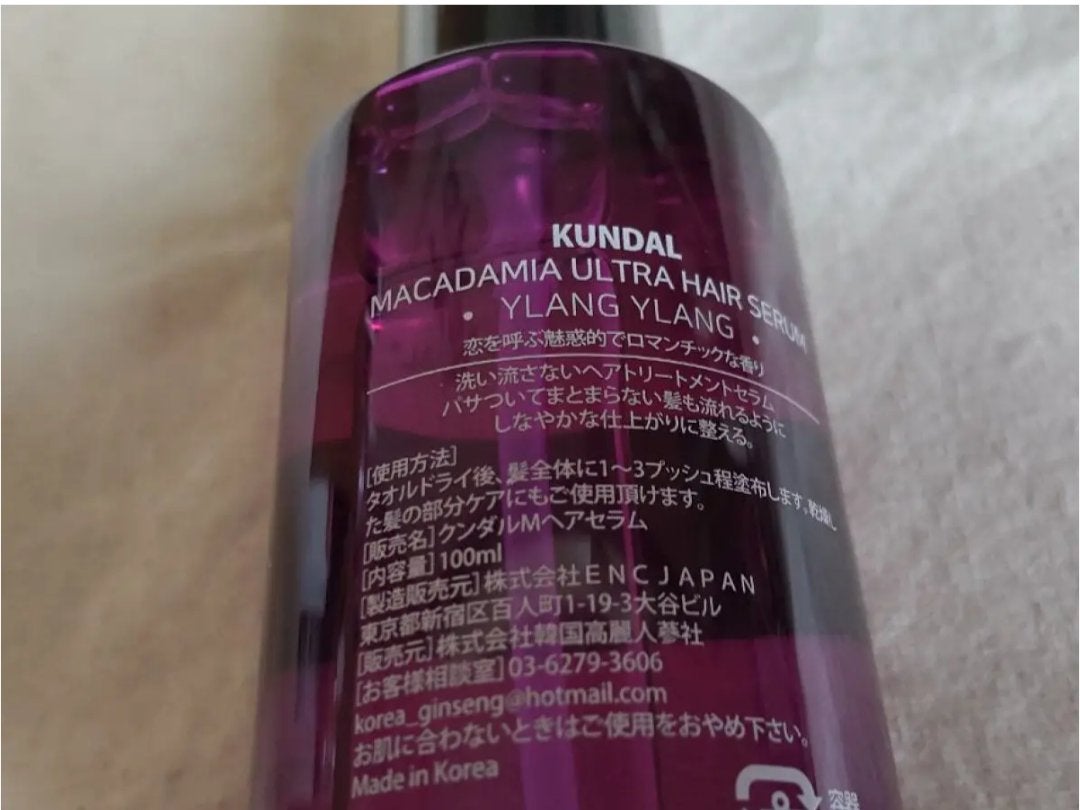 KUNDAL
MACADAMIA ULTRA HAIR SERUM
• YLANG YLANG •
恋を呼ぶ魅惑的でロマンチックな香り
洗い流さないヘアトリートメントセラム
パサついてまとまらない髪も流れるように
しなやかな仕上がりに整える。
[使用方法]
タオルドライ後、髪全体に1～3プッシュ程塗布します。乾燥し
た髪の部分ケアにもご使用頂けます。
[販売名]クンダルMヘアセラム
[内容量]100ml
[製造販売元]株式会社ＥＮＣ ＪＡＰＡＮ
東京都新宿区百人町1-19-3大谷ビル
[販売元]株式会社韓国高麗人蔘社
[お客様相談室]03-6279-3606
korea_ginseng@hotmail.com
お肌に合わないときはご使用をおやめ下さい。
Made in Korea
容器